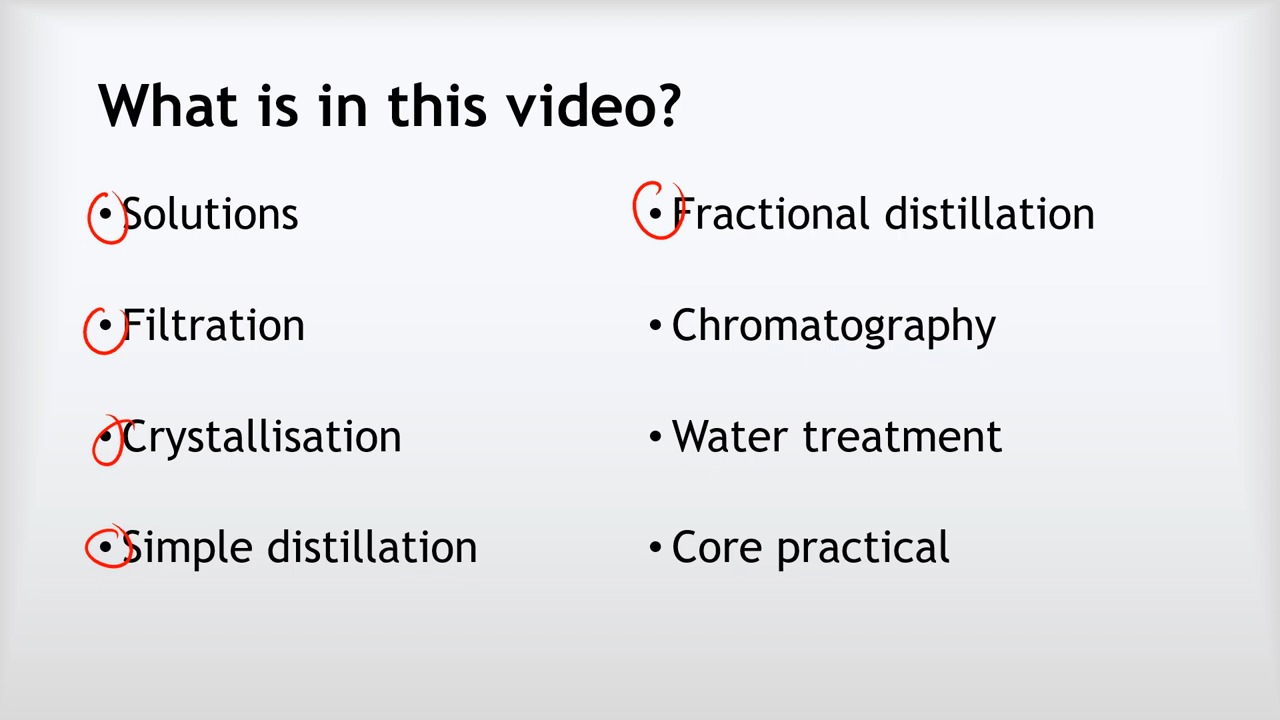 What is in this video?
• Solutions
• Filtration
• Crystallisation
• Simple distillation
• Fractional distillation
• Chromatography
• Water treatment
• Core practical